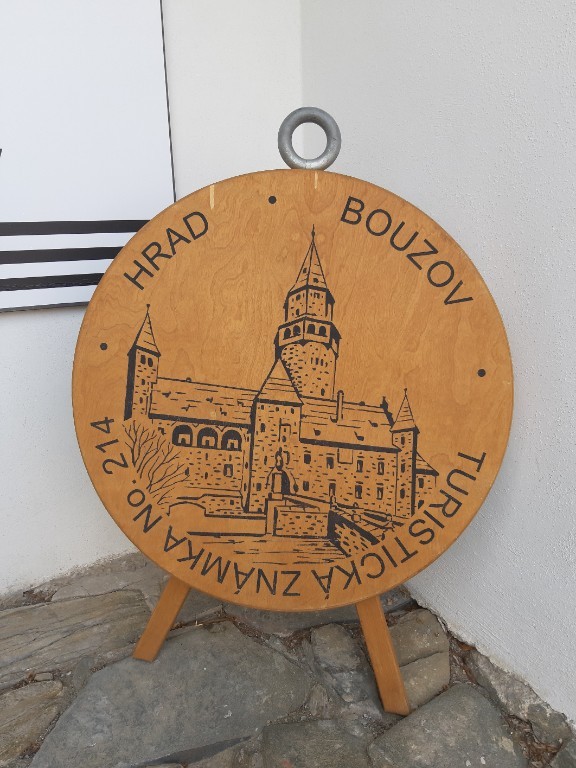 HRAD BOUZOV
TURISTICKÁ ZNÁMKA No. 214